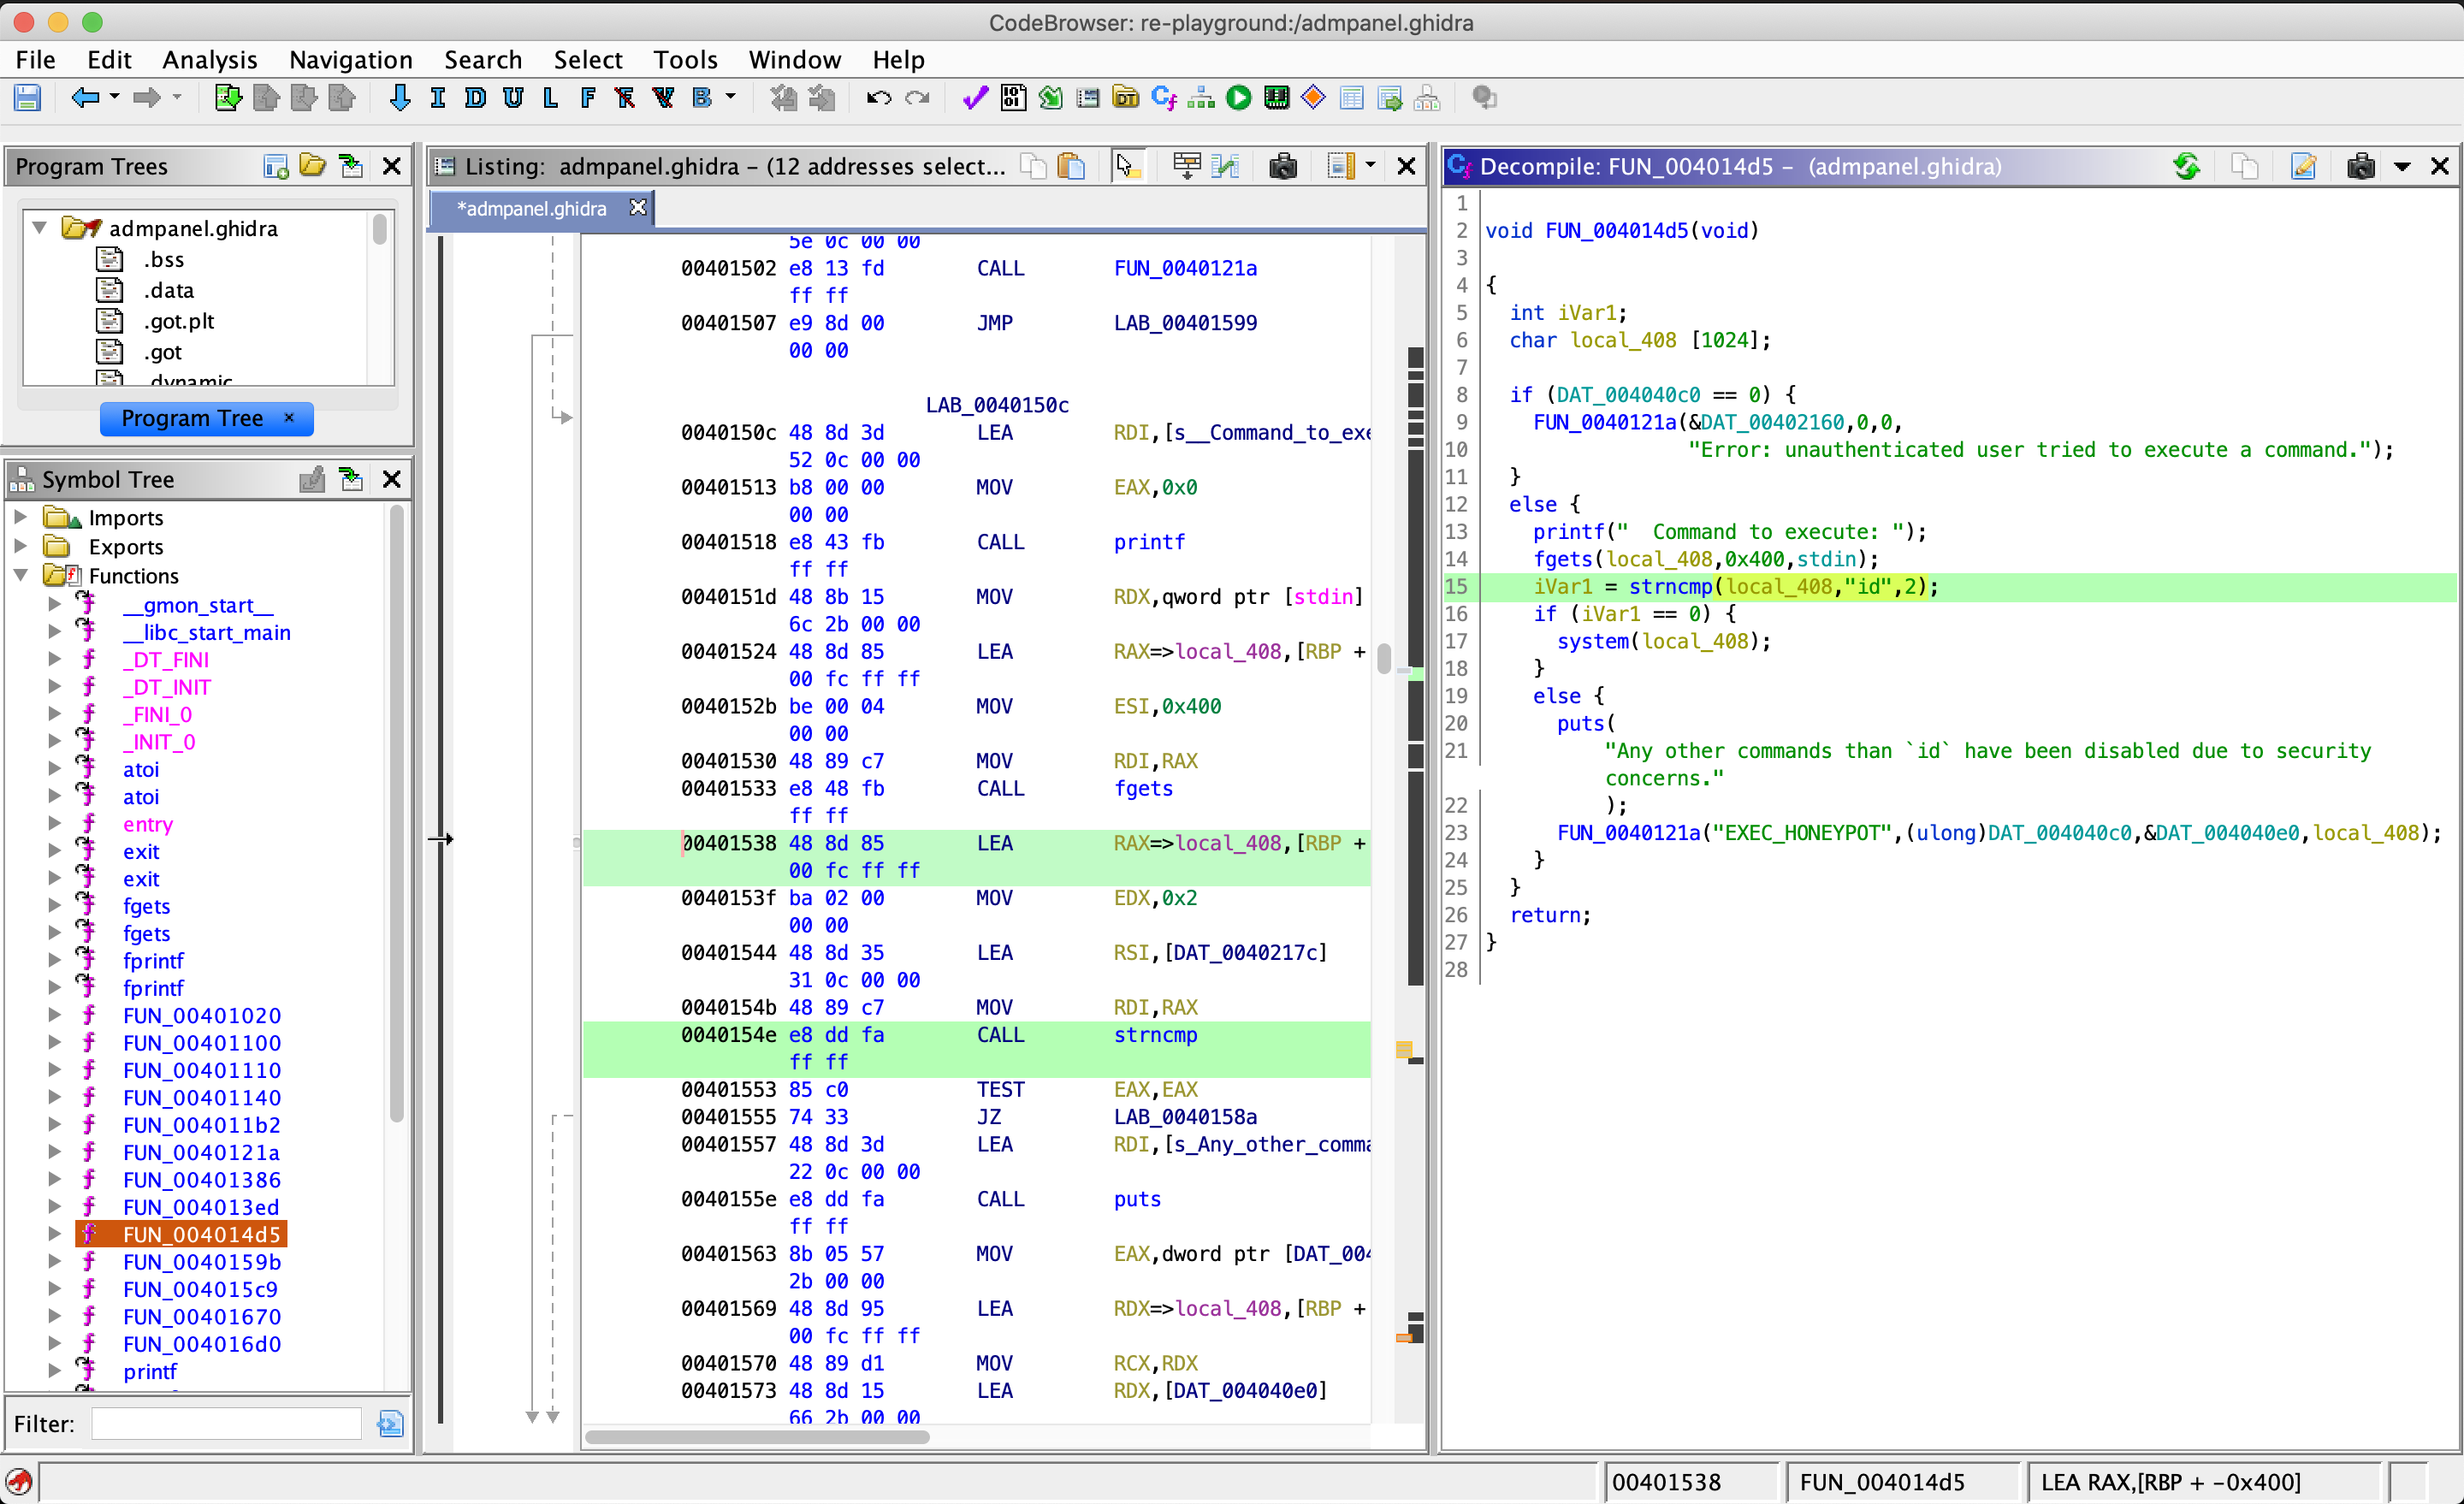 CodeBrowser: re-playground:/admpanel.ghidra
File Edit Analysis Navigation Search Select Tools Window Help
I D U L F F V B
Program Trees
admpanel.ghidra
.bss
.data
.got.plt
.got
.dynamic
Program Tree ×
Symbol Tree
Imports
Exports
Functions
__gmon_start__
__libc_start_main
_DT_FINI
_DT_INIT
_FINI_0
_INIT_0
atoi
atoi
entry
exit
exit
fgets
fgets
fprintf
fprintf
FUN_00401020
FUN_00401100
FUN_00401110
FUN_00401140
FUN_004011b2
FUN_0040121a
FUN_00401386
FUN_004013ed
FUN_004014d5
FUN_0040159b
FUN_004015c9
FUN_00401670
FUN_004016d0
printf
Filter:
Listing: admpanel.ghidra – (12 addresses select...
*admpanel.ghidra
5e 0c 00 00
00401502 e8 13 fd CALL FUN_0040121a
ff ff
00401507 e9 8d 00 JMP LAB_00401599
00 00
LAB_0040150c
0040150c 48 8d 3d LEA RDI,[s__Command_to_exe
52 0c 00 00
00401513 b8 00 00 MOV EAX,0x0
00 00
00401518 e8 43 fb CALL printf
ff ff
0040151d 48 8b 15 MOV RDX,qword ptr [stdin]
6c 2b 00 00
00401524 48 8d 85 LEA RAX=>local_408,[RBP +
00 fc ff ff
0040152b be 00 04 MOV ESI,0x400
00 00
00401530 48 89 c7 MOV RDI,RAX
00401533 e8 48 fb CALL fgets
ff ff
00401538 48 8d 85 LEA RAX=>local_408,[RBP +
00 fc ff ff
0040153f ba 02 00 MOV EDX,0x2
00 00
00401544 48 8d 35 LEA RSI,[DAT_0040217c]
31 0c 00 00
0040154b 48 89 c7 MOV RDI,RAX
0040154e e8 dd fa CALL strncmp
ff ff
00401553 85 c0 TEST EAX,EAX
00401555 74 33 JZ LAB_0040158a
00401557 48 8d 3d LEA RDI,[s_Any_other_comma
22 0c 00 00
0040155e e8 dd fa CALL puts
ff ff
00401563 8b 05 57 MOV EAX,dword ptr [DAT_004
2b 00 00
00401569 48 8d 95 LEA RDX=>local_408,[RBP +
00 fc ff ff
00401570 48 89 d1 MOV RCX,RDX
00401573 48 8d 15 LEA RDX,[DAT_004040e0]
66 2b 00 00
Decompile: FUN_004014d5 – (admpanel.ghidra)
1
2 void FUN_004014d5(void)
3
4 {
5 int iVar1;
6 char local_408 [1024];
7
8 if (DAT_004040c0 == 0) {
9 FUN_0040121a(&DAT_00402160,0,0,
10 "Error: unauthenticated user tried to execute a command.");
11 }
12 else {
13 printf("  Command to execute: ");
14 fgets(local_408,0x400,stdin);
15 iVar1 = strncmp(local_408,"id",2);
16 if (iVar1 == 0) {
17 system(local_408);
18 }
19 else {
20 puts(
21 "Any other commands than `id` have been disabled due to security
concerns."
22 );
23 FUN_0040121a("EXEC_HONEYPOT",(ulong)DAT_004040c0,&DAT_004040e0,local_408);
24 }
25 }
26 return;
27 }
28
00401538 FUN_004014d5 LEA RAX,[RBP + -0x400]